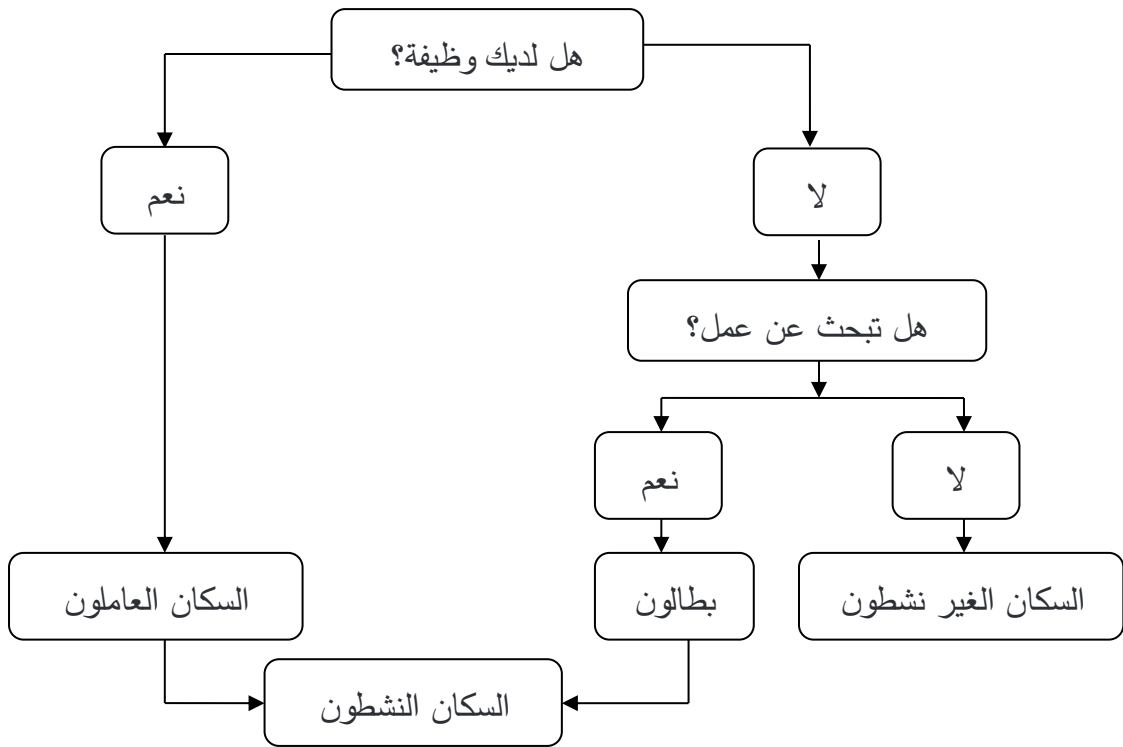 هل لديك وظيفة؟
لا
نعم
هل تبحث عن عمل؟
لا
نعم
السكان الغير نشطون
بطالون
السكان العاملون
السكان النشطون